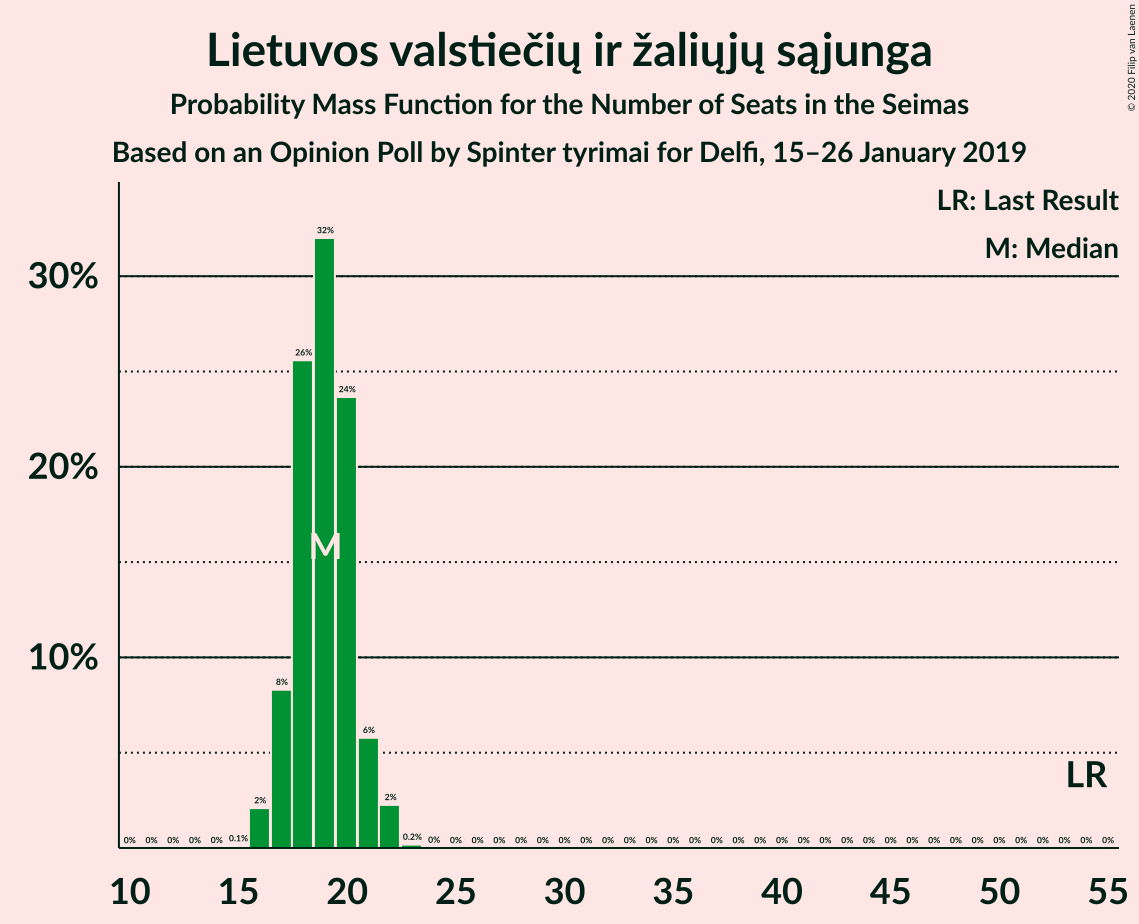 Lietuvos valstiečių ir žaliųjų sąjunga
Probability Mass Function for the Number of Seats in the Seimas
Based on an Opinion Poll by Spinter tyrimai for Delfi, 15–26 January 2019
© 2020 Filip van Laenen
LR: Last Result
M: Median
30%
20%
10%
0% 0% 0% 0% 0% 0.1% 2% 8% 26% 32% 24% 6% 2% 0.2% 0% 0% 0% 0% 0% 0% 0% 0% 0% 0% 0% 0% 0% 0% 0% 0% 0% 0% 0% 0% 0% 0% 0% 0% 0% 0% 0% 0% 0% 0% 0% 0%
M
LR
10 15 20 25 30 35 40 45 50 55